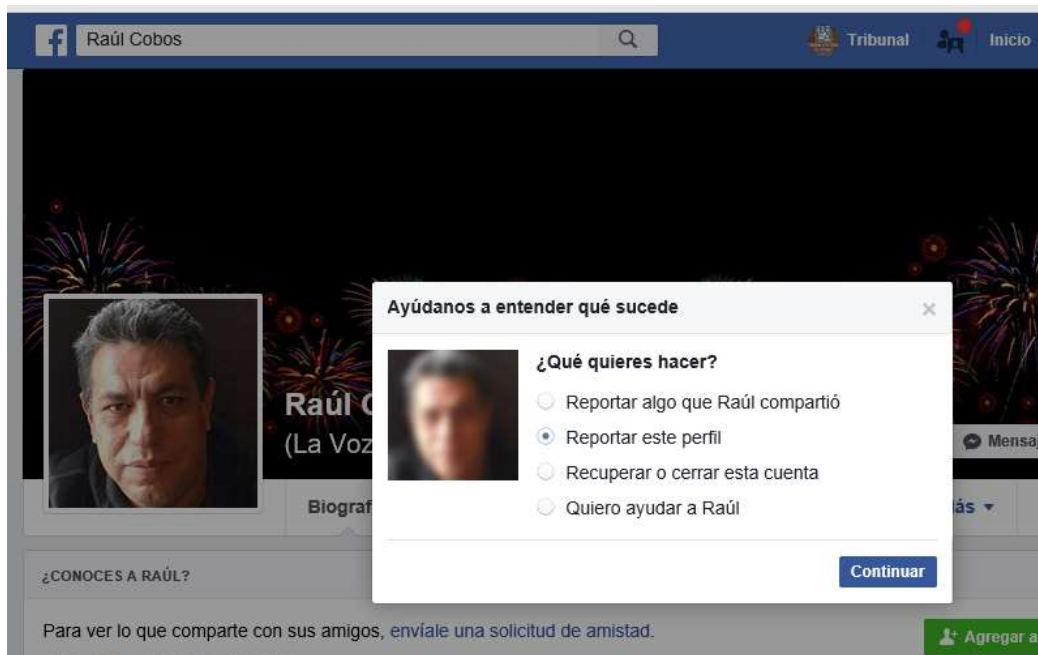 Raúl Cobos
Tribunal
Inicio
Ayúdanos a entender qué sucede
¿Qué quieres hacer?
Reportar algo que Raúl compartió
Reportar este perfil
Recuperar o cerrar esta cuenta
Quiero ayudar a Raúl
Continuar
Raúl C
(La Voz
Mensaj
Biograf
ás
¿CONOCES A RAÚL?
Para ver lo que comparte con sus amigos, envíale una solicitud de amistad.
Agregar a